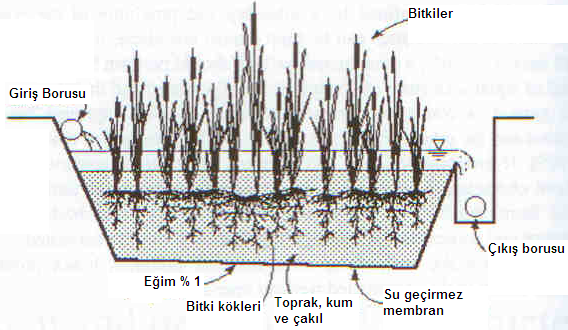 Bitkiler
Giriş Borusu
Çıkış borusu
Eğim % 1
Bitki kökleri
Toprak, kum
ve çakıl
Su geçirmez
membran